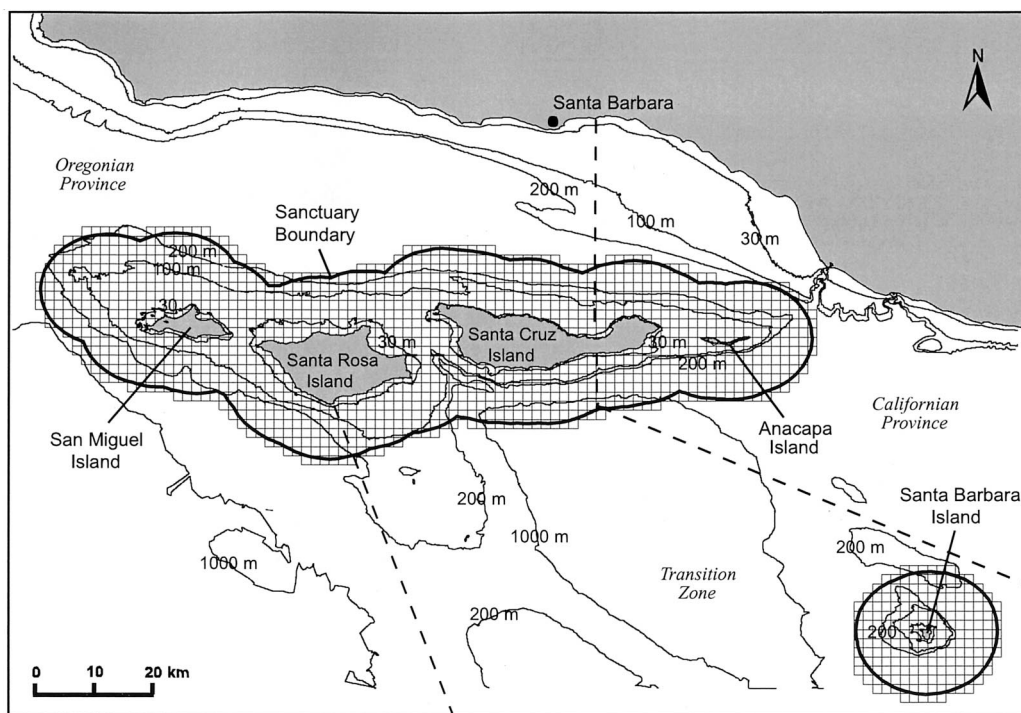 N
Santa Barbara
Oregonian
Province
200 m
100 m
30 m
Sanctuary
Boundary
200 m
100 m
30
30 m
Santa Rosa
Island
Santa Cruz
Island
30 m
200 m
San Miguel
Island
Anacapa
Island
Californian
Province
200 m
1000 m
1000 m
200 m
Transition
Zone
Santa Barbara
Island
200 m
200
0 10 20 km